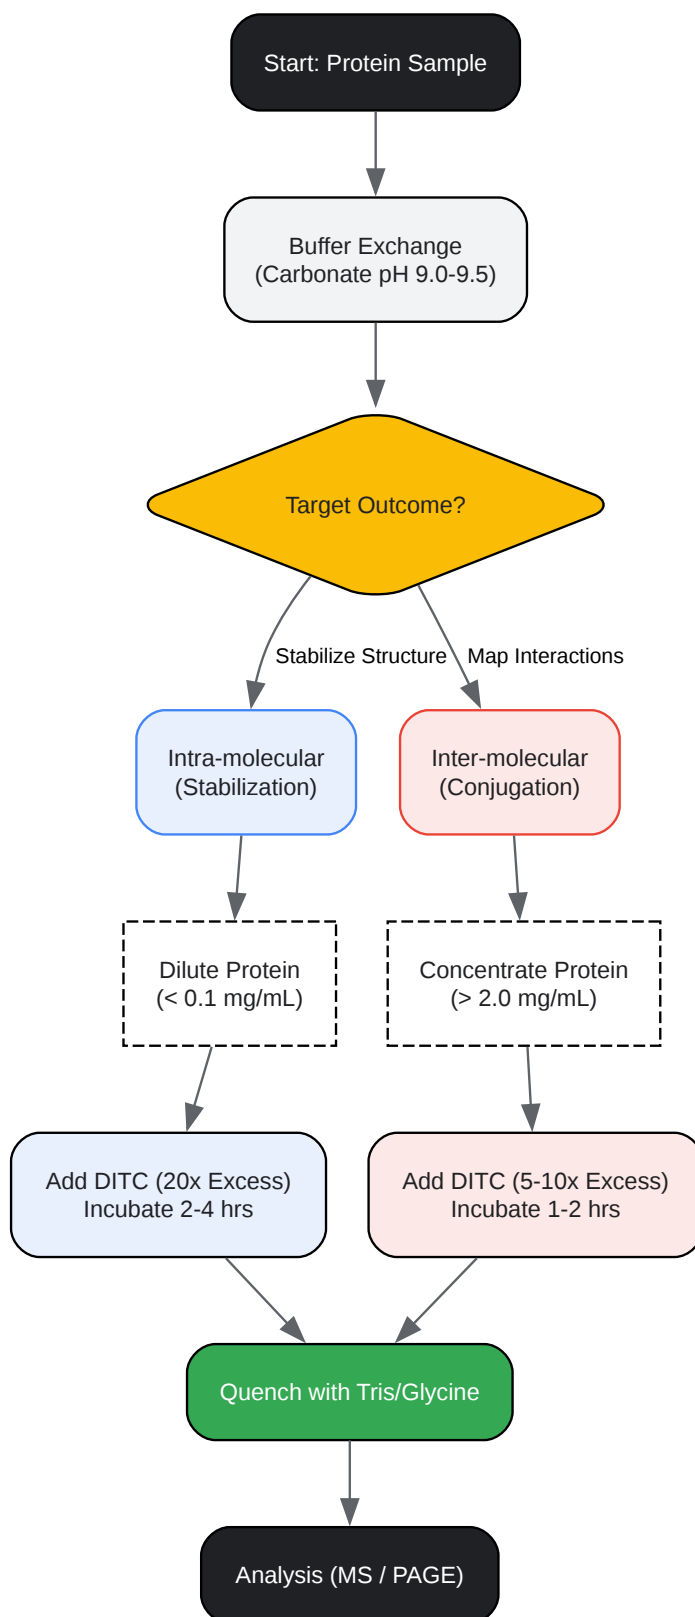 Start: Protein Sample
Buffer Exchange
(Carbonate pH 9.0-9.5)
Target Outcome?
Stabilize Structure
Map Interactions
Intra-molecular
(Stabilization)
Inter-molecular
(Conjugation)
Dilute Protein
(< 0.1 mg/mL)
Concentrate Protein
(> 2.0 mg/mL)
Add DITC (20x Excess)
Incubate 2-4 hrs
Add DITC (5-10x Excess)
Incubate 1-2 hrs
Quench with Tris/Glycine
Analysis (MS / PAGE)